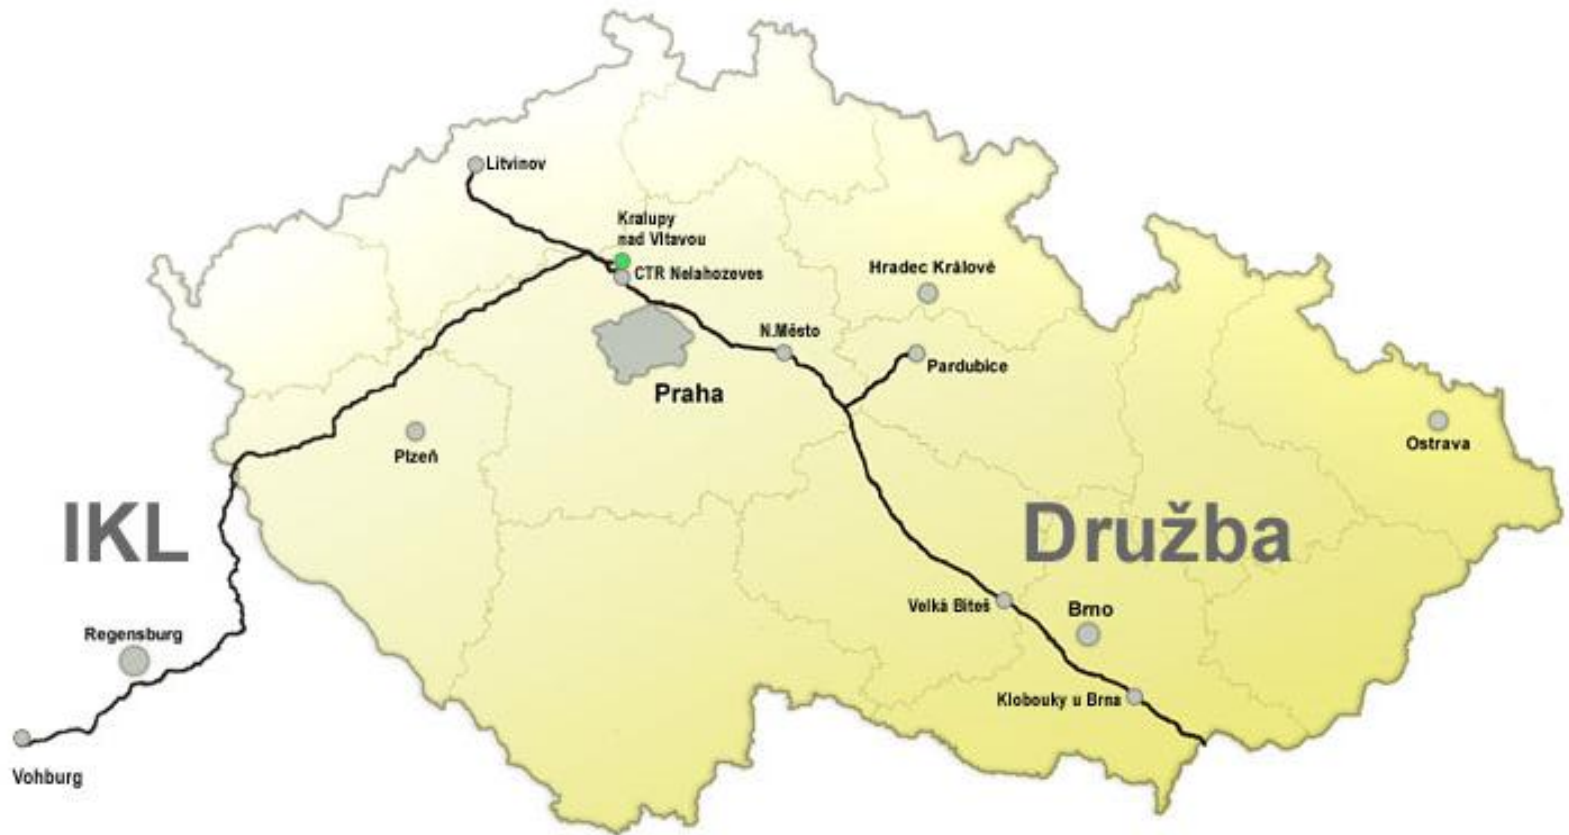 Litvínov
Kralupy
nad Vltavou
CTR Nelahozeves
Hradec Králové
N.Město
Pardubice
Praha
Ostrava
Plzeň
IKL
Družba
Velká Biteš
Brno
Regensburg
Klobouky u Brna
Vohburg